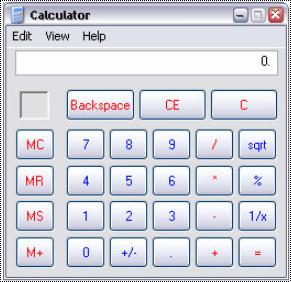 Calculator
Edit View Help
0.
Backspace CE C
MC 7 8 9 / sqrt
MR 4 5 6 * %
MS 1 2 3 - 1/x
M+ 0 +/- . + =